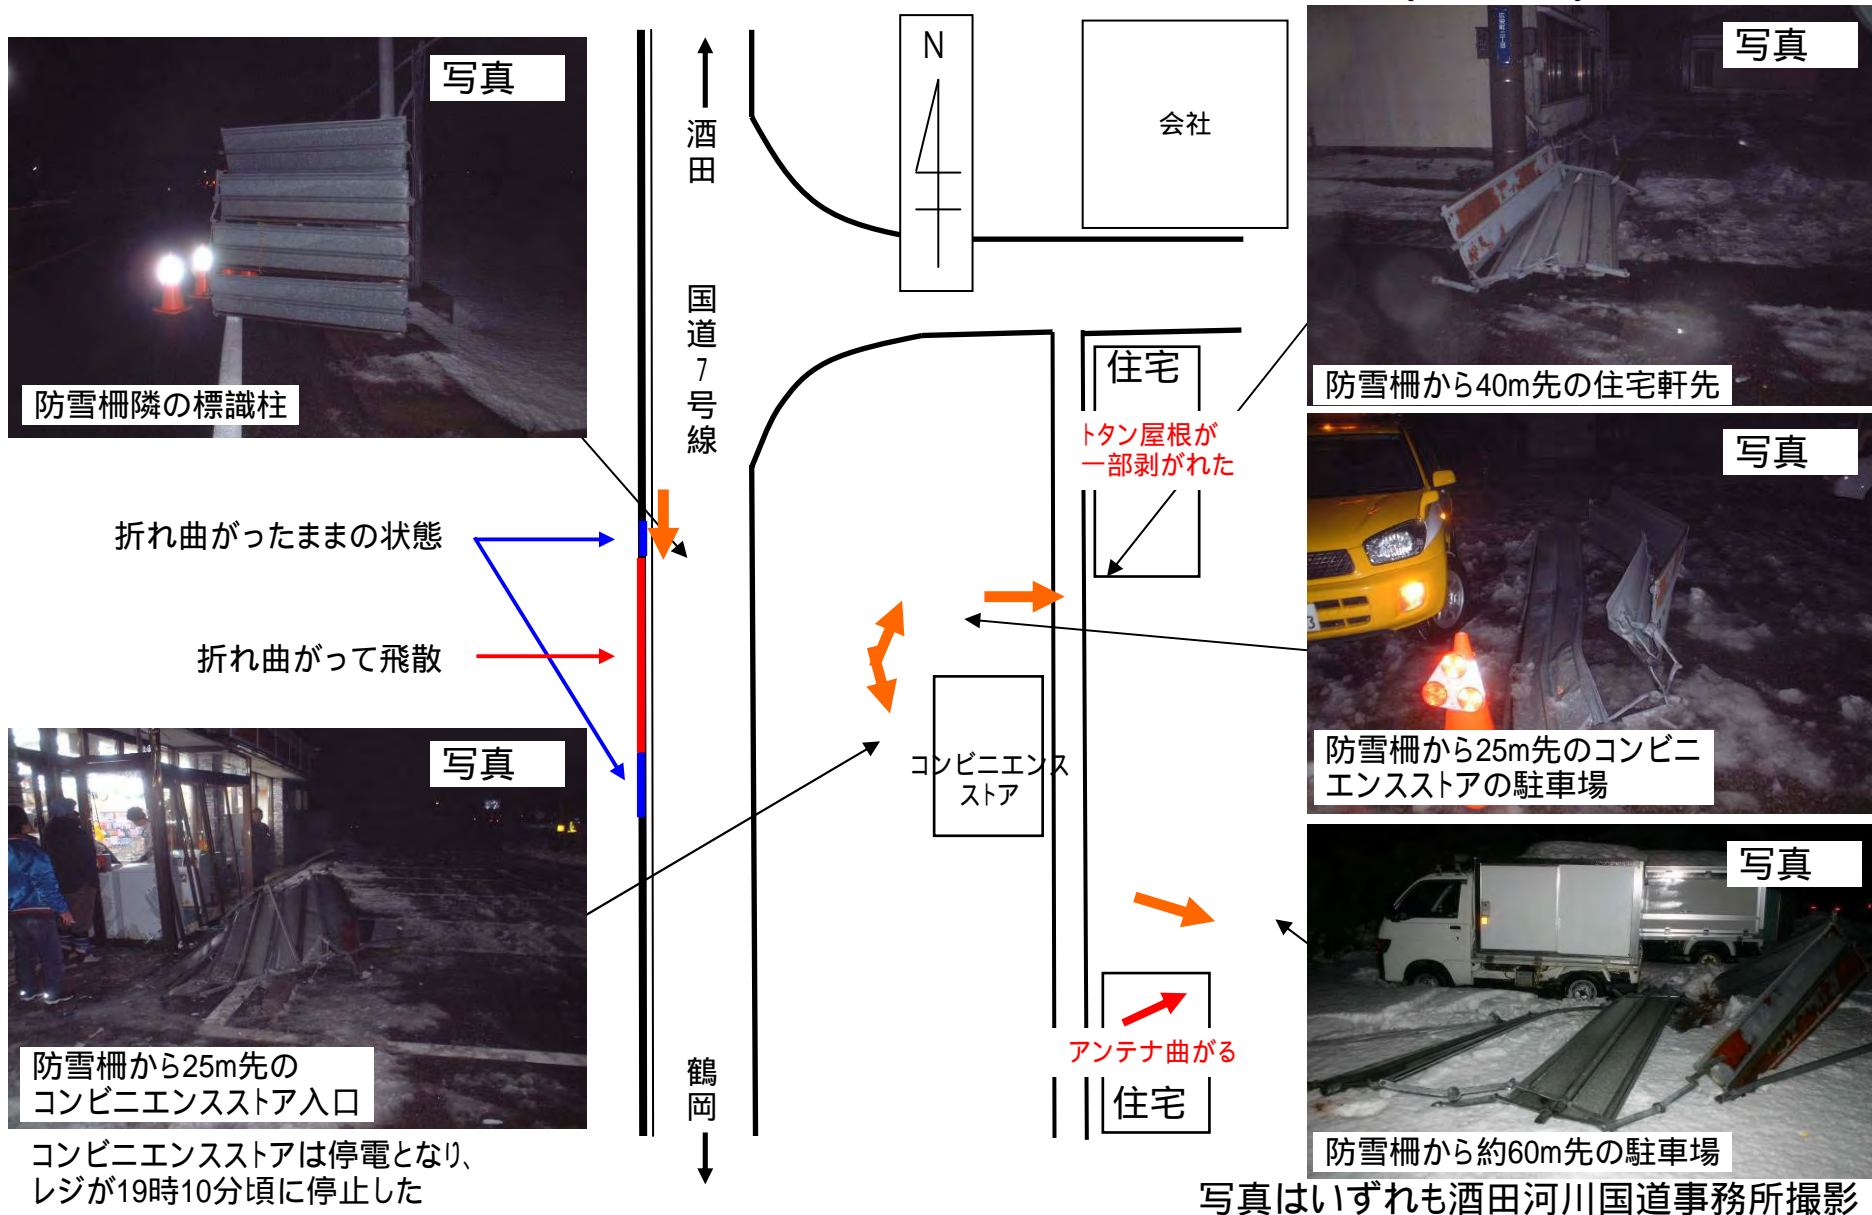 写真
防雪柵隣の標識柱
折れ曲がったままの状態
折れ曲がって飛散
写真
防雪柵から25m先の
コンビニエンスストア入口
コンビニエンスストアは停電となり、
レジが19時10分頃に停止した
酒田
国道7号線
鶴岡
N
会社
住宅
トタン屋根が
一部剥がれた
コンビニエンス
ストア
アンテナ曲がる
住宅
写真
防雪柵から40m先の住宅軒先
写真
防雪柵から25m先のコンビニ
エンスストアの駐車場
写真
防雪柵から約60m先の駐車場
写真はいずれも酒田河川国道事務所撮影